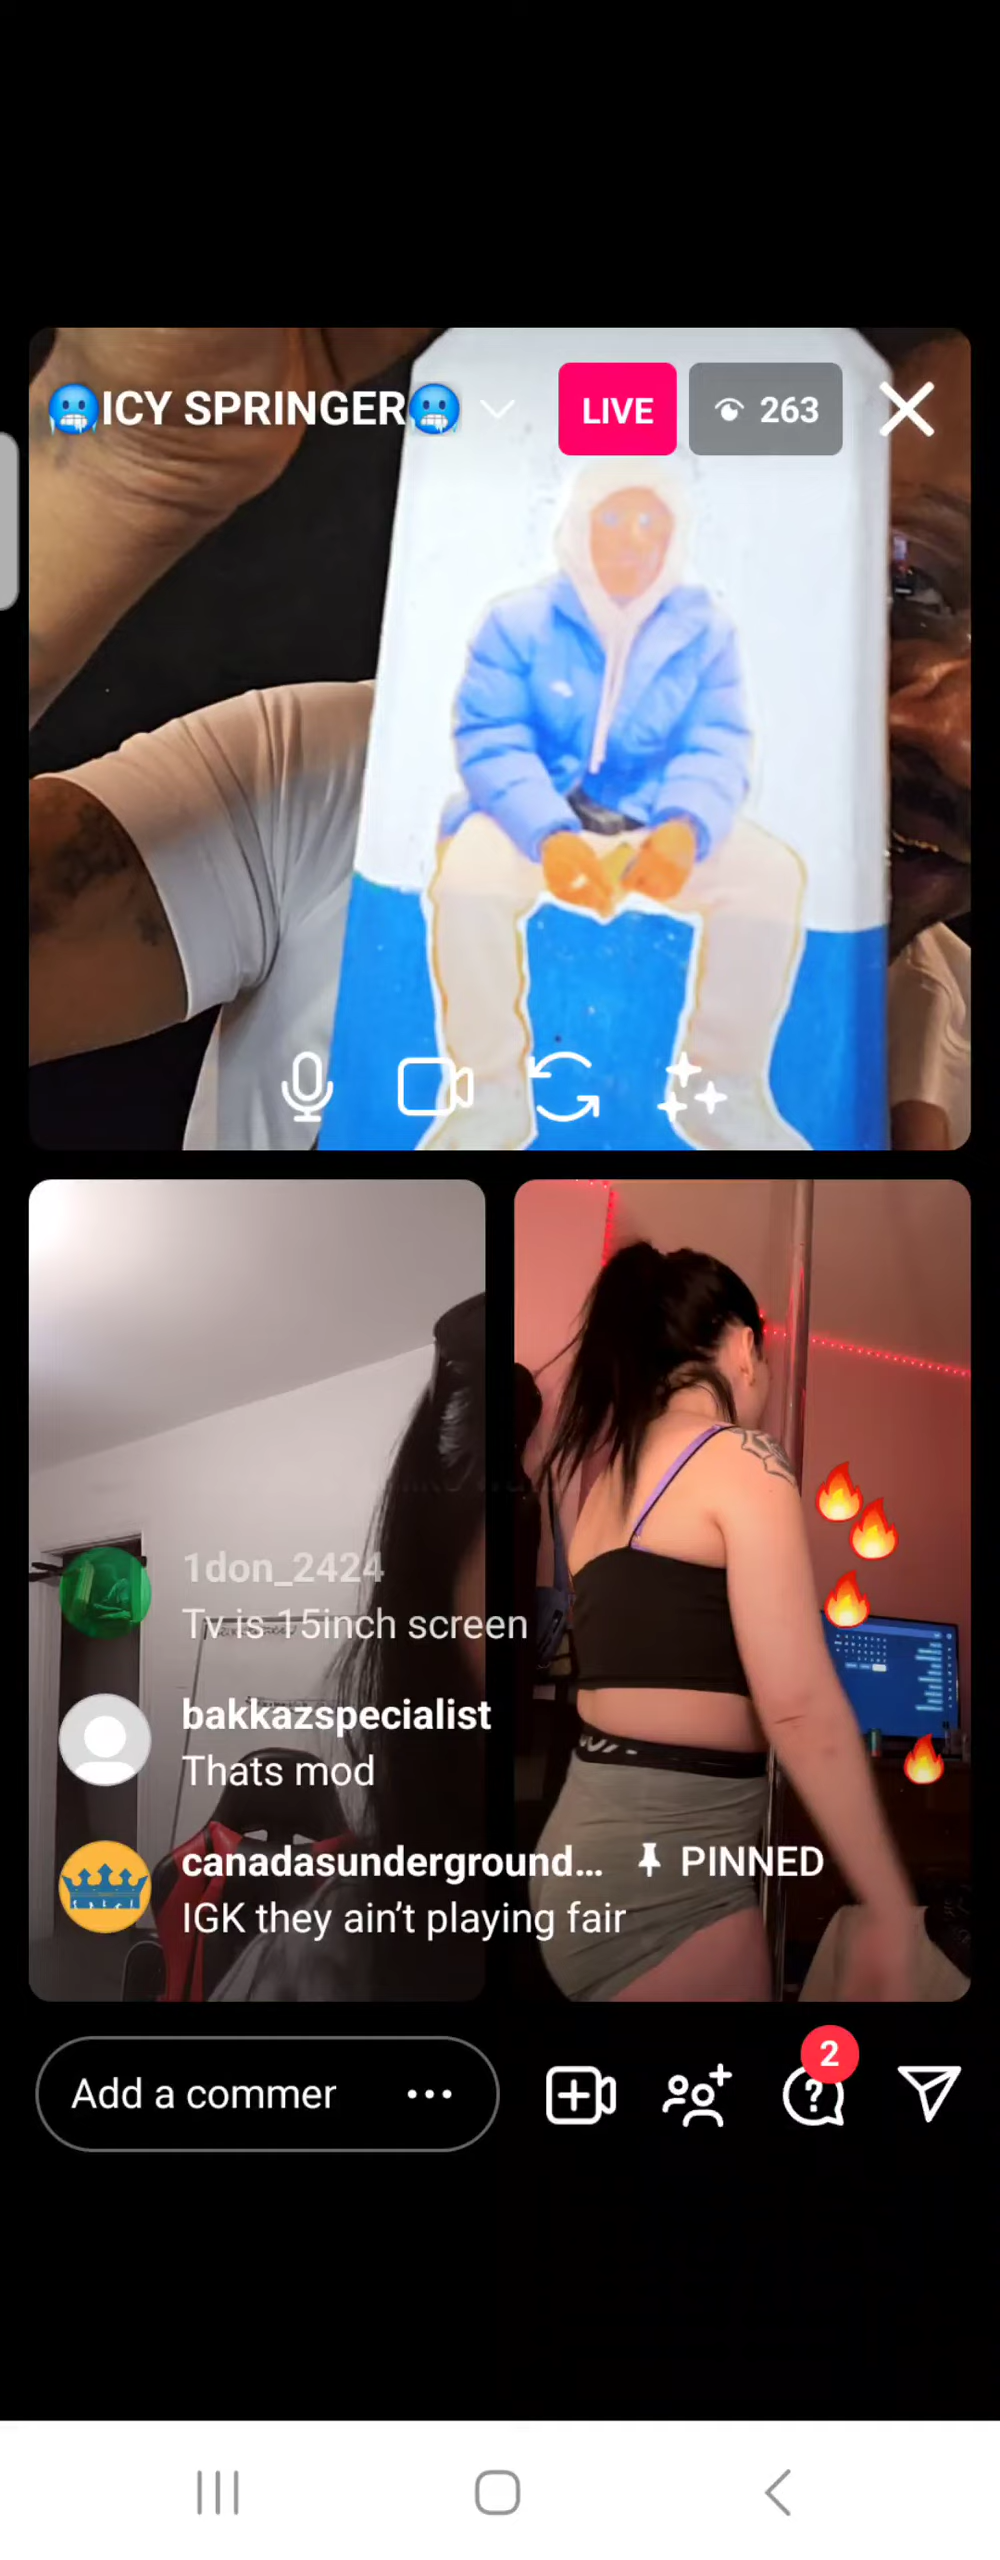 🥶ICY SPRINGER🥶
LIVE
263
1don_2424
Tv is 15inch screen
bakkazspecialist
Thats mod
canadasunderground... PINNED
IGK they ain’t playing fair
Add a commer
2